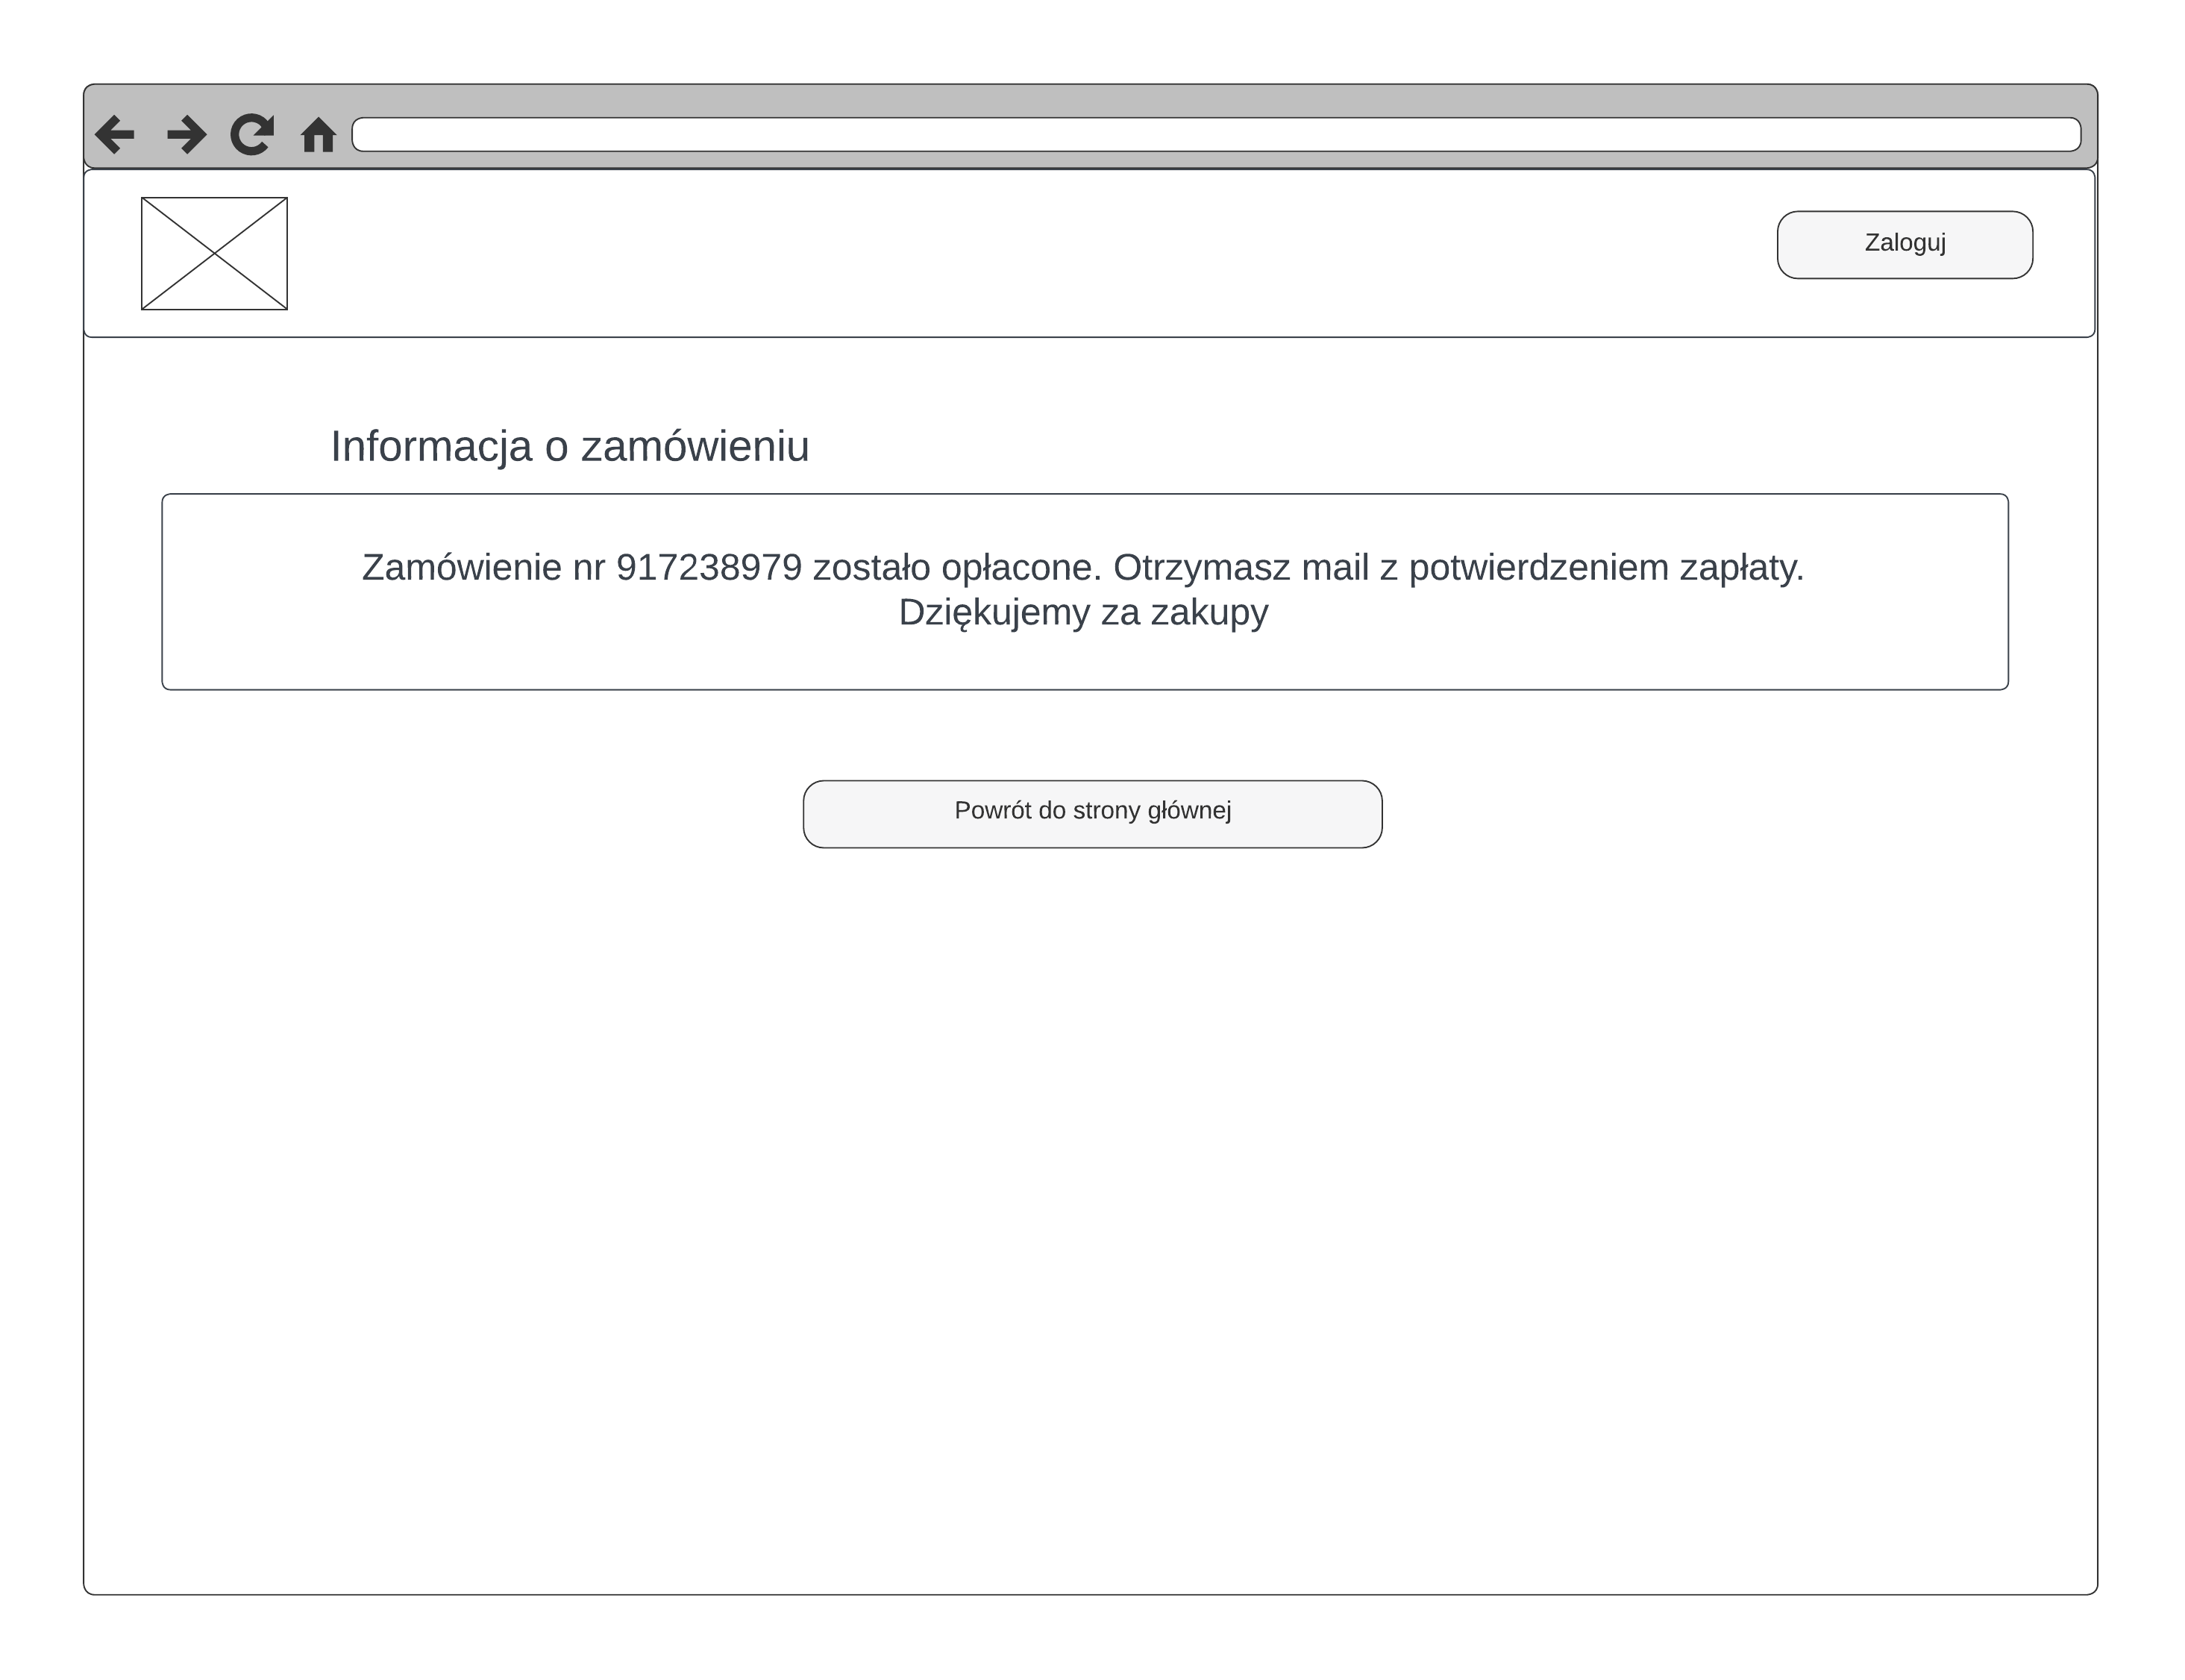 Zaloguj
Informacja o zamówieniu
Zamówienie nr 917238979 zostało opłacone. Otrzymasz mail z potwierdzeniem zapłaty.
Dziękujemy za zakupy
Powrót do strony głównej